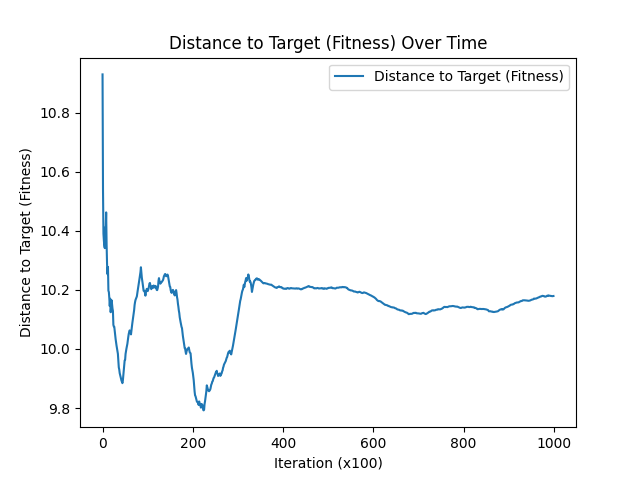 Distance to Target (Fitness) Over Time
Distance to Target (Fitness)
Distance to Target (Fitness)
10.8
10.6
10.4
10.2
10.0
9.8
0 200 400 600 800 1000
Iteration (x100)